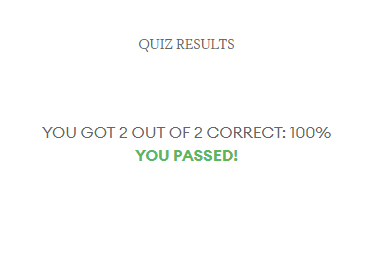 QUIZ RESULTS
YOU GOT 2 OUT OF 2 CORRECT: 100%
YOU PASSED!